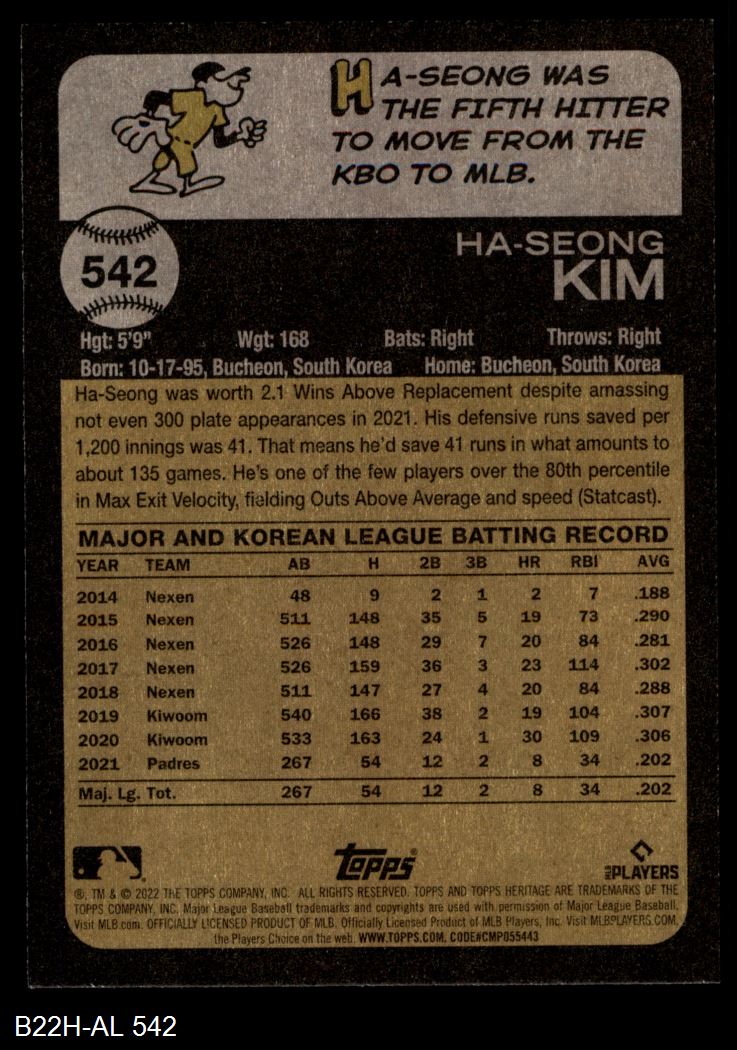 HA-SEONG WAS
THE FIFTH HITTER
TO MOVE FROM THE
KBO TO MLB.
542
HA-SEONG
KIM
Hgt: 5'9" Wgt: 168 Bats: Right Throws: Right
Born: 10-17-95, Bucheon, South Korea Home: Bucheon, South Korea
Ha-Seong was worth 2.1 Wins Above Replacement despite amassing
not even 300 plate appearances in 2021. His defensive runs saved per
1,200 innings was 41. That means he'd save 41 runs in what amounts to
about 135 games. He's one of the few players over the 80th percentile
in Max Exit Velocity, fielding Outs Above Average and speed (Statcast).
MAJOR AND KOREAN LEAGUE BATTING RECORD
YEAR TEAM AB H 2B 3B HR RBI AVG
2014 Nexen 48 9 2 1 2 7 .188
2015 Nexen 511 148 35 5 19 73 .290
2016 Nexen 526 148 29 7 20 84 .281
2017 Nexen 526 159 36 3 23 114 .302
2018 Nexen 511 147 27 4 20 84 .288
2019 Kiwoom 540 166 38 2 19 104 .307
2020 Kiwoom 533 163 24 1 30 109 .306
2021 Padres 267 54 12 2 8 34 .202
Maj. Lg. Tot. 267 54 12 2 8 34 .202
topps® PLAYERS
®, TM & © 2022 THE TOPPS COMPANY, INC. ALL RIGHTS RESERVED. TOPPS AND TOPPS HERITAGE ARE TRADEMARKS OF THE
TOPPS COMPANY, INC. Major League Baseball trademarks and copyrights are used with permission of Major League Baseball.
Visit MLB.com. OFFICIALLY LICENSED PRODUCT OF MLB Players, Inc. Visit MLBPLAYERS.COM,
the Players Choice on the web. WWW.TOPPS.COM. CODE#CMP055443
B22H-AL 542